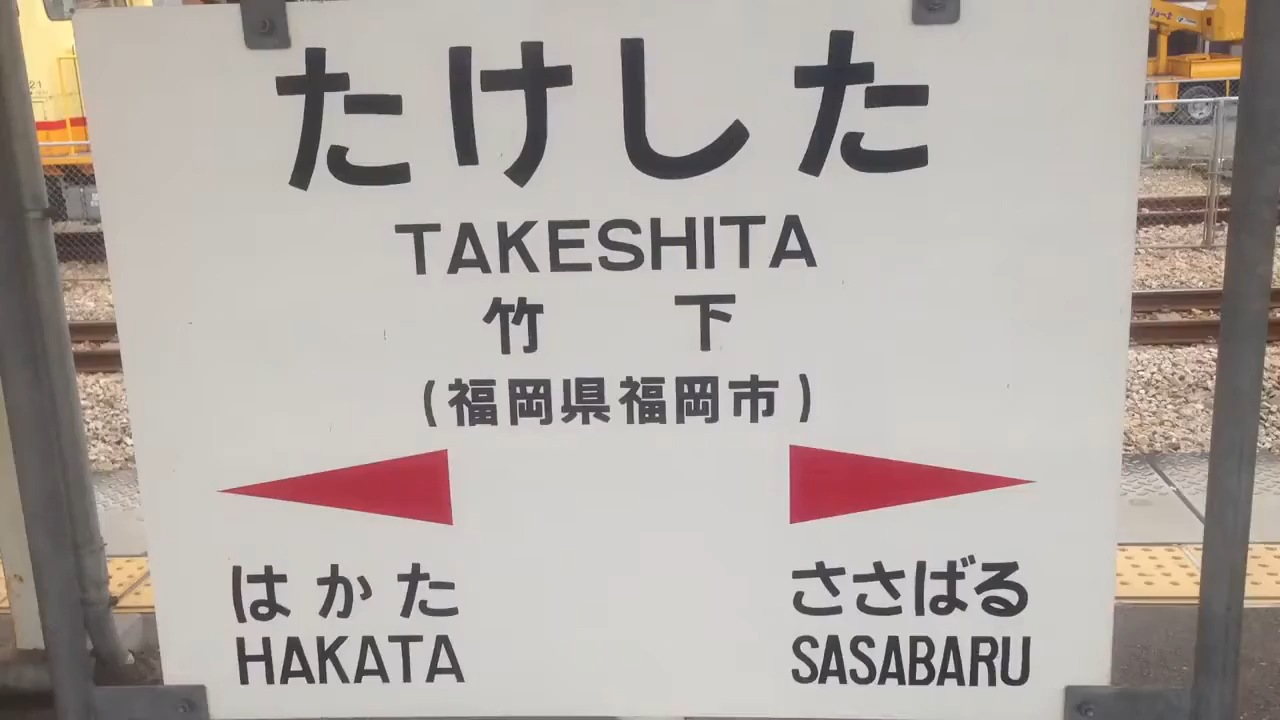 たけした
TAKESHITA
竹 下
(福岡県福岡市)
はかた ささばる
HAKATA SASABARU
21